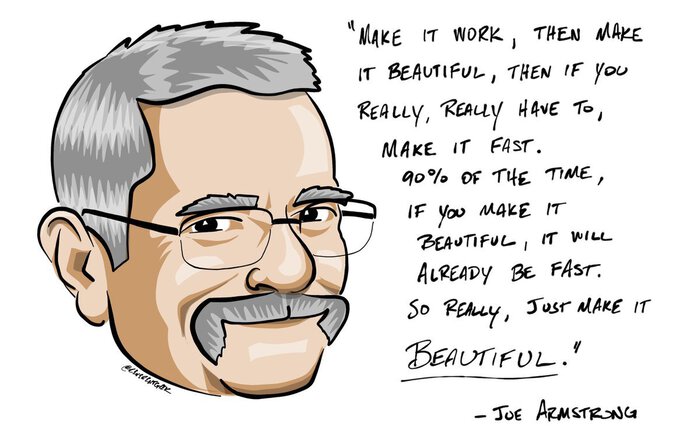 "MAKE IT WORK, THEN MAKE
IT BEAUTIFUL, THEN IF YOU
REALLY, REALLY HAVE TO,
MAKE IT FAST.
90% OF THE TIME,
IF YOU MAKE IT
BEAUTIFUL, IT WILL
ALREADY BE FAST.
SO REALLY, JUST MAKE IT
BEAUTIFUL."
– JOE ARMSTRONG